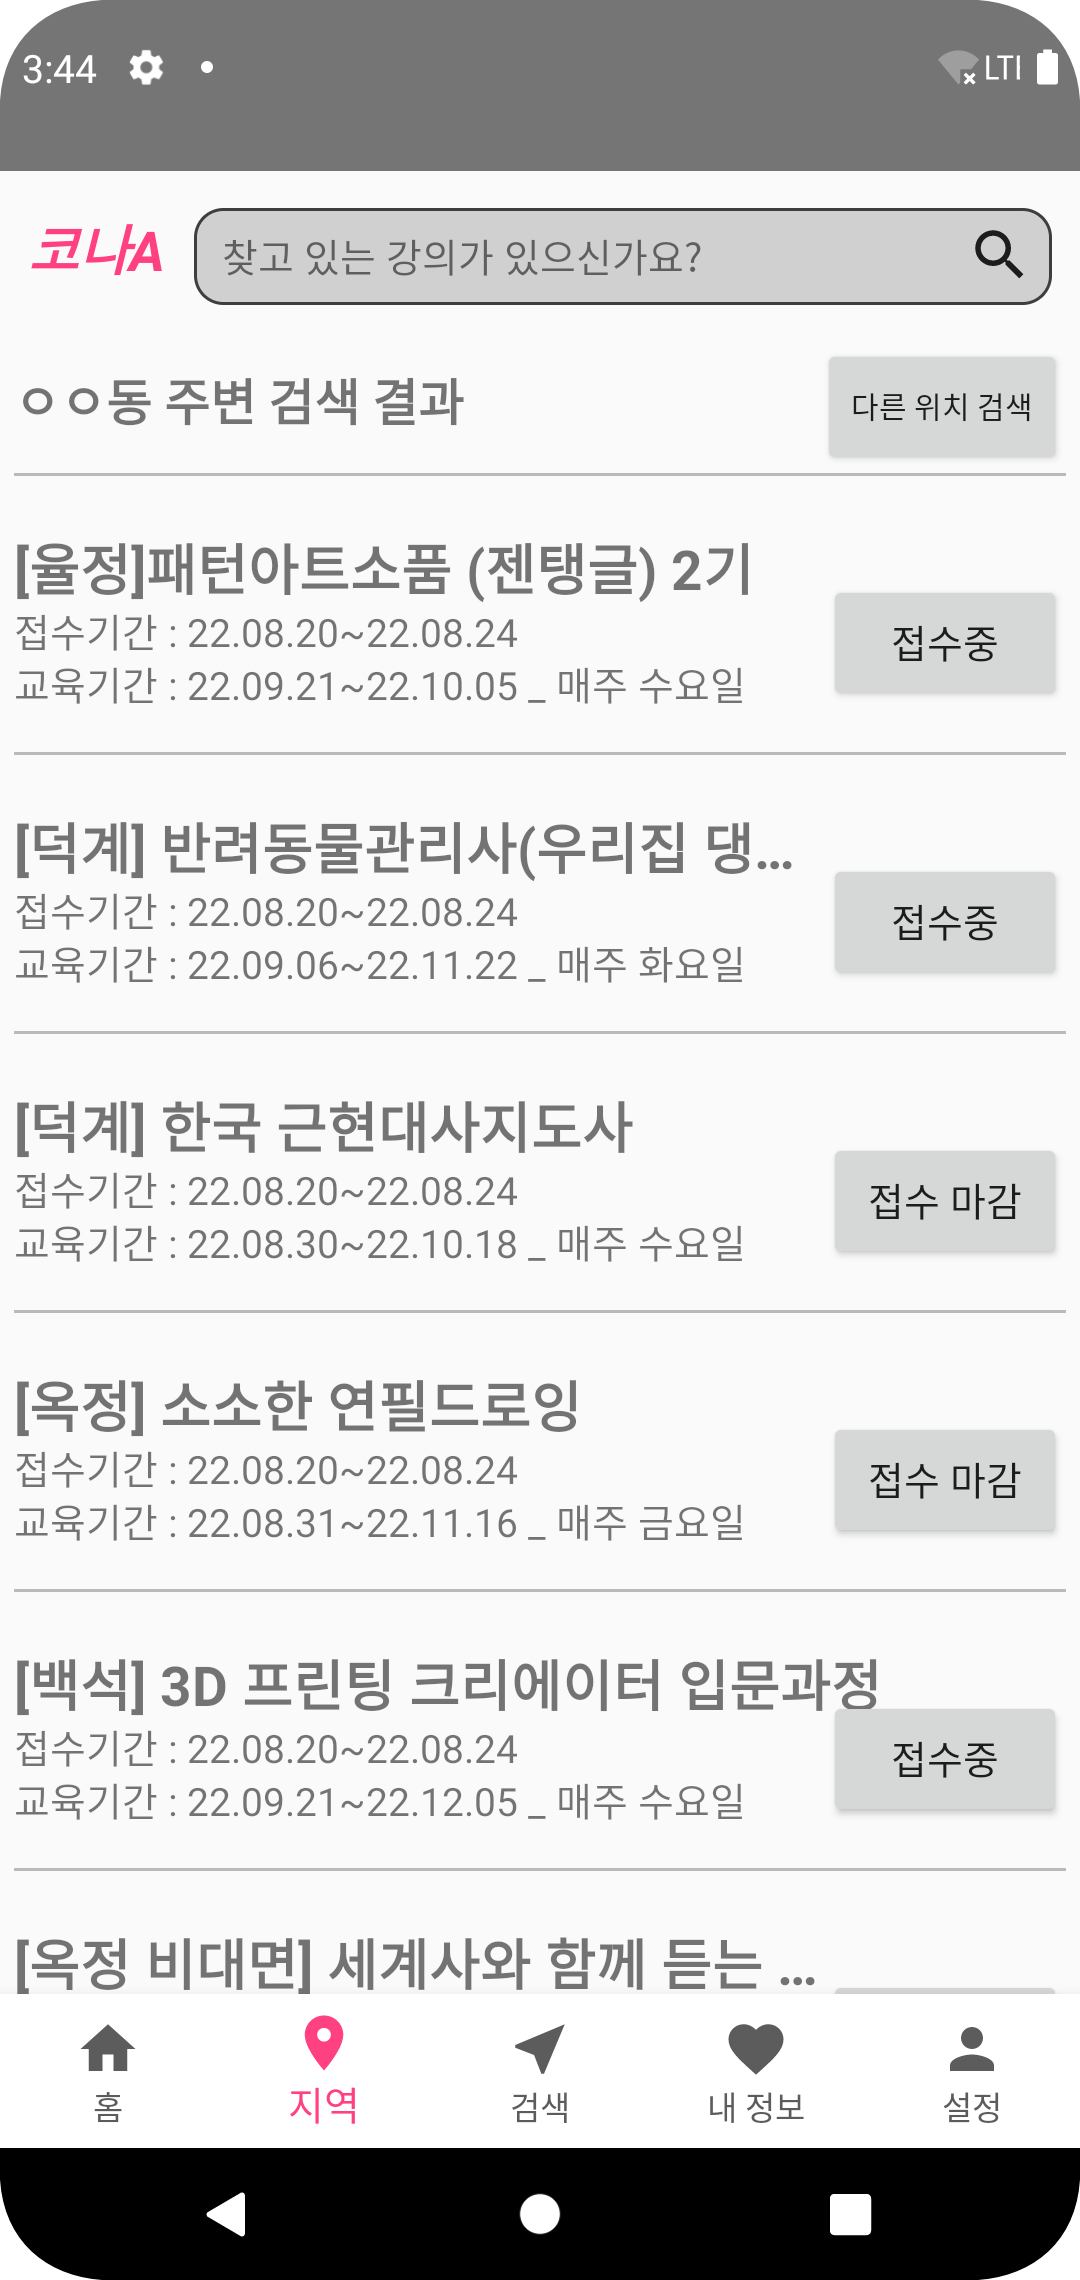 3:44
LTE
코나A
찾고 있는 강의가 있으신가요?
ㅇㅇ동 주변 검색 결과
다른 위치 검색
[율정]패턴아트소품 (젠탱글) 2기
접수기간 : 22.08.20~22.08.24
접수중
교육기간 : 22.09.21~22.10.05 _ 매주 수요일
[덕계] 반려동물관리사(우리집 댕...
접수기간 : 22.08.20~22.08.24
접수중
교육기간 : 22.09.06~22.11.22 _ 매주 화요일
[덕계] 한국 근현대사지도사
접수기간 : 22.08.20~22.08.24
접수 마감
교육기간 : 22.08.30~22.10.18 _ 매주 수요일
[옥정] 소소한 연필드로잉
접수기간 : 22.08.20~22.08.24
접수 마감
교육기간 : 22.08.31~22.11.16 _ 매주 금요일
[백석] 3D 프린팅 크리에이터 입문과정
접수기간 : 22.08.20~22.08.24
접수중
교육기간 : 22.09.21~22.12.05 _ 매주 수요일
[옥정 비대면] 세계사와 함께 듣는 ...
홈
지역
검색
내 정보
설정